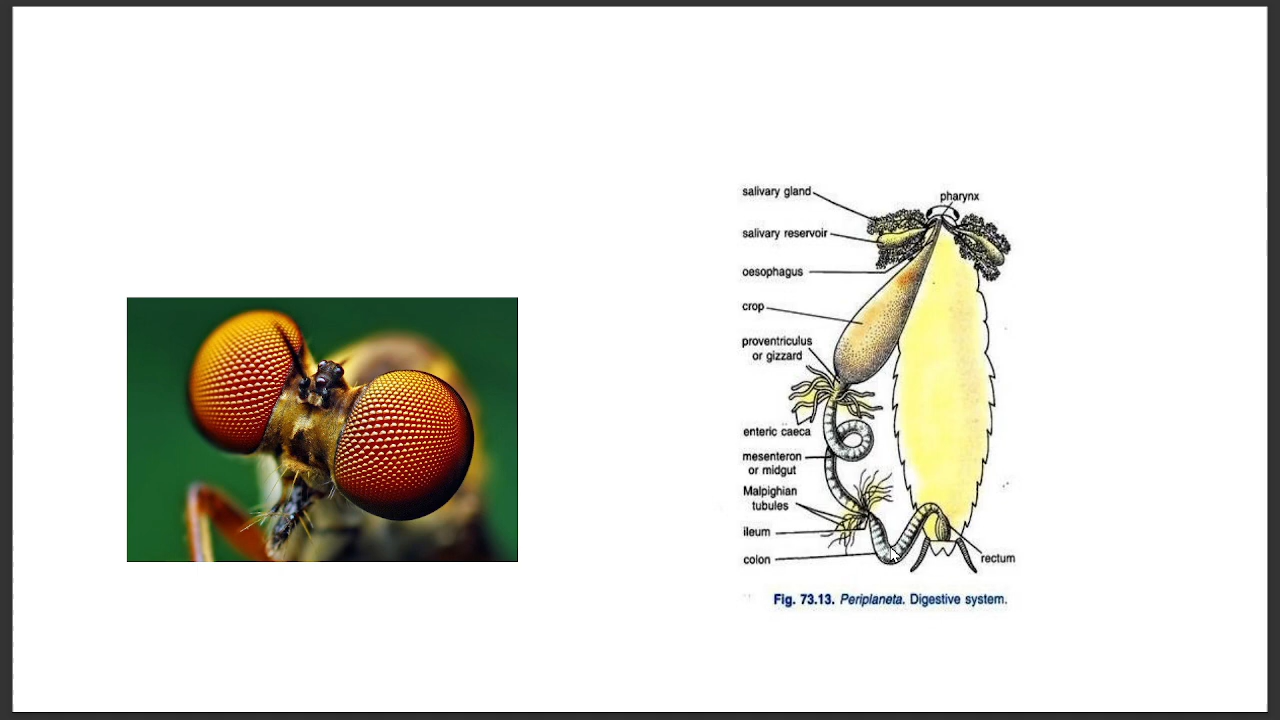 salivary gland
pharynx
salivary reservoir
oesophagus
crop
proventriculus
or gizzard
enteric caeca
mesenteron
or midgut
Malpighian
tubules
ileum
colon
rectum
Fig. 73.13. Periplaneta. Digestive system.